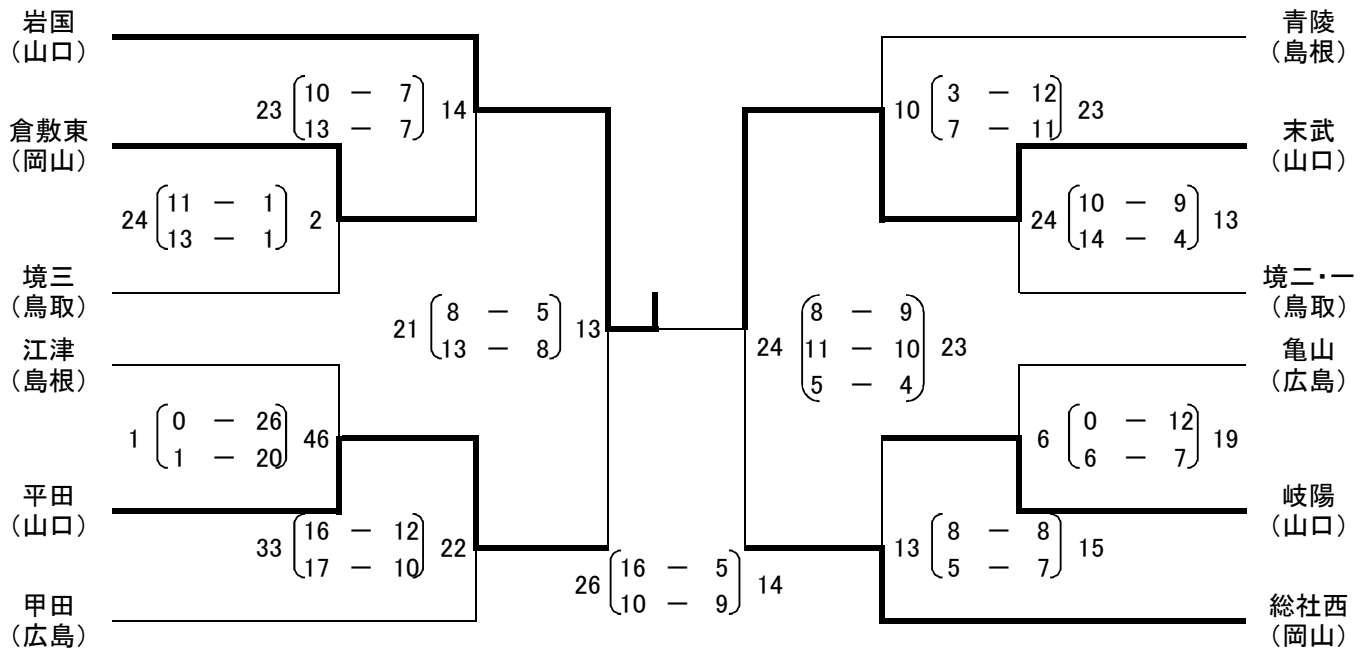 岩国
（山口）
青陵
（島根）
23 10 － 7 14
13 － 7
10 3 － 12 23
7 － 11
倉敷東
（岡山）
末武
（山口）
24 11 － 1 2
13 － 1
24 10 － 9 13
14 － 4
境三
（鳥取）
境二・一
（鳥取）
21 8 － 5 13
13 － 8
24 8 － 9 23
11 － 10
5 － 4
江津
（島根）
亀山
（広島）
1 0 － 26 46
1 － 20
6 0 － 12 19
6 － 7
平田
（山口）
岐陽
（山口）
33 16 － 12 22
17 － 10
13 8 － 8 15
5 － 7
26 16 － 5 14
10 － 9
甲田
（広島）
総社西
（岡山）